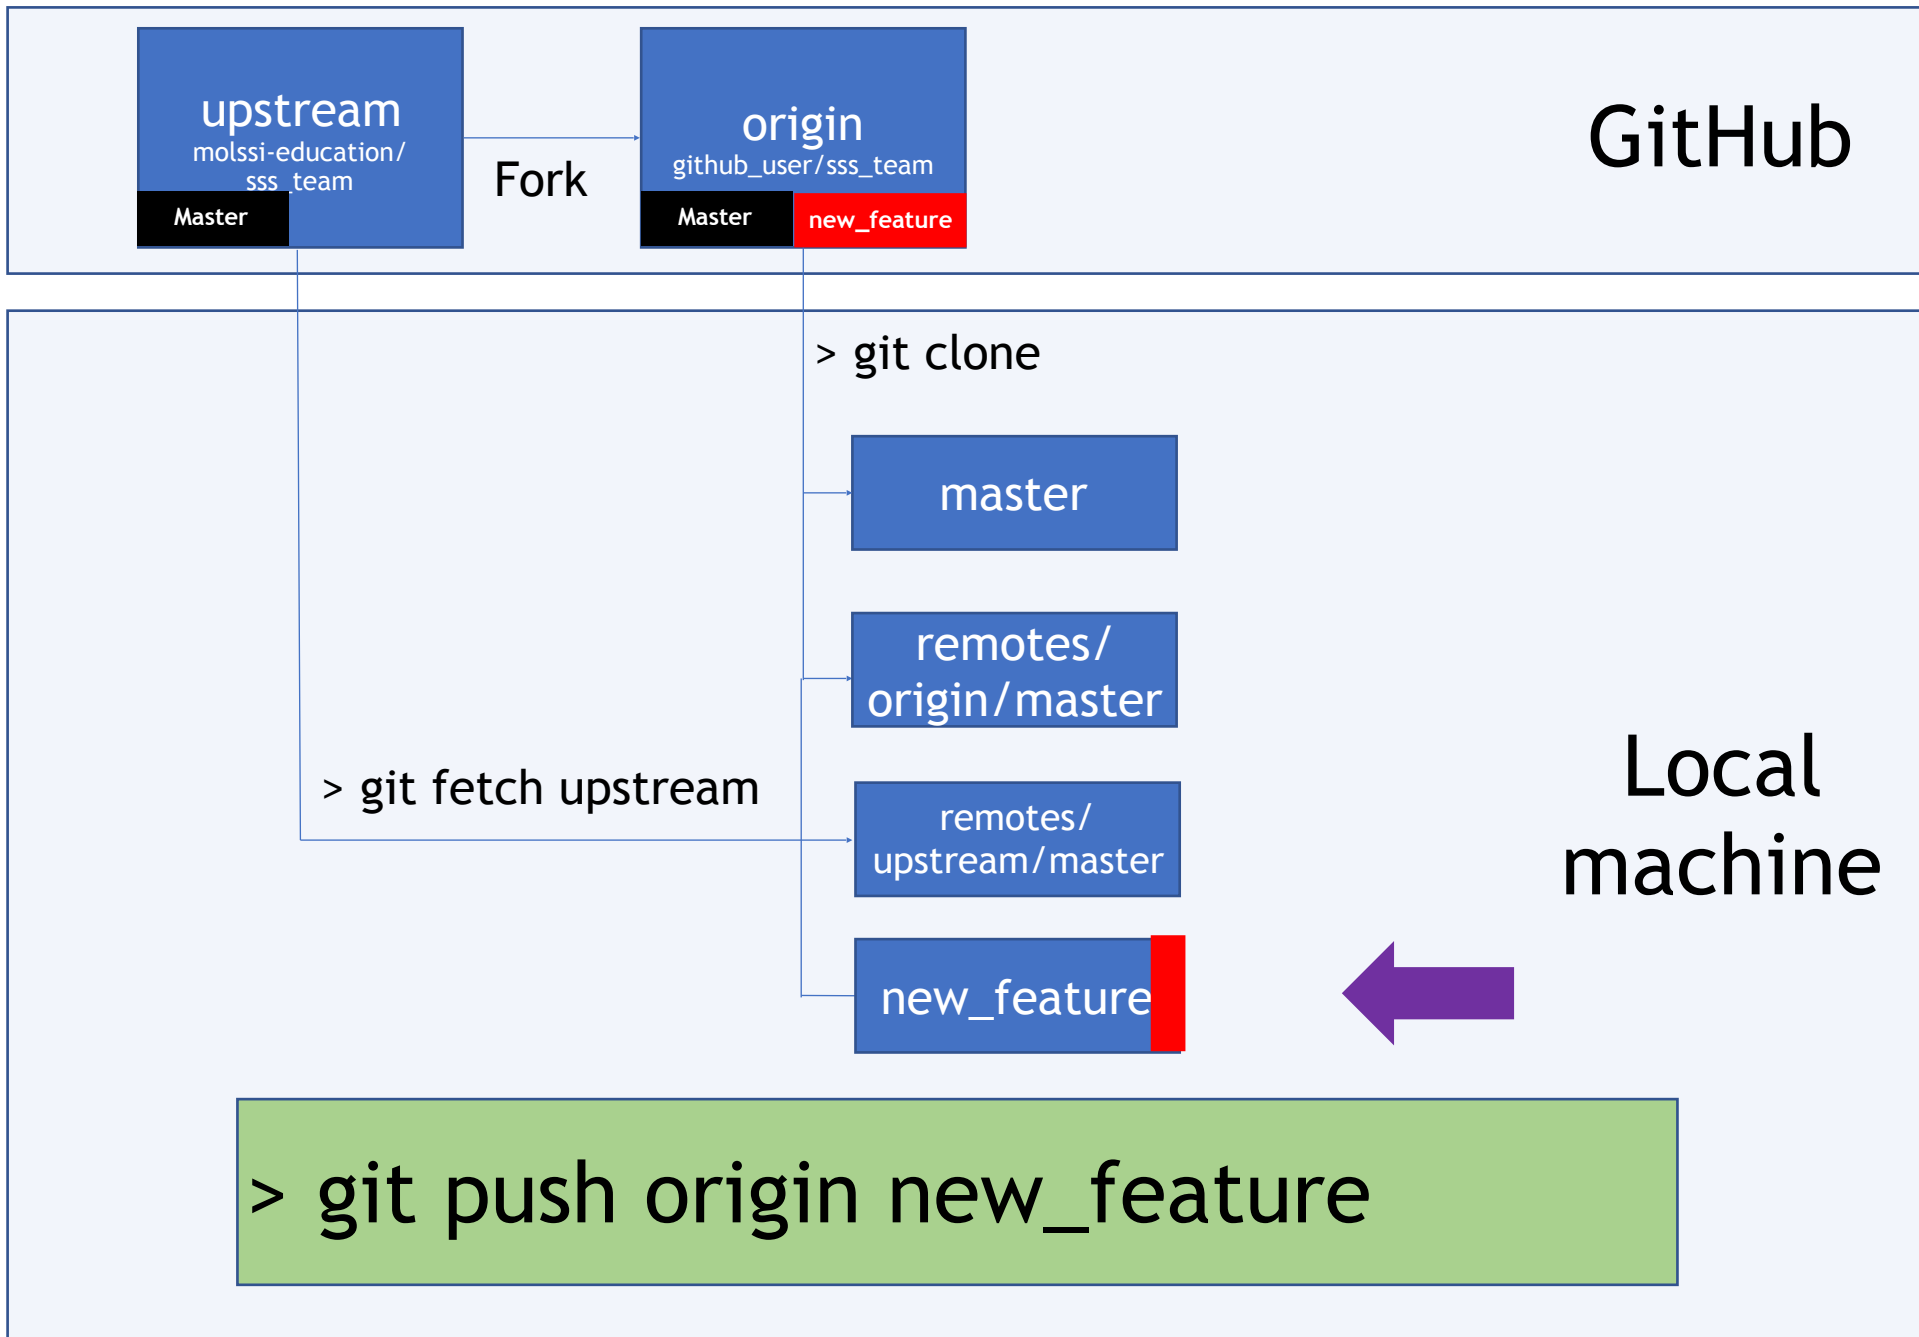 upstream
molssi-education/
sss_team
Master
Fork
origin
github_user/sss_team
Master
new_feature
GitHub
> git clone
master
remotes/
origin/master
> git fetch upstream
remotes/
upstream/master
Local
machine
new_feature
> git push origin new_feature